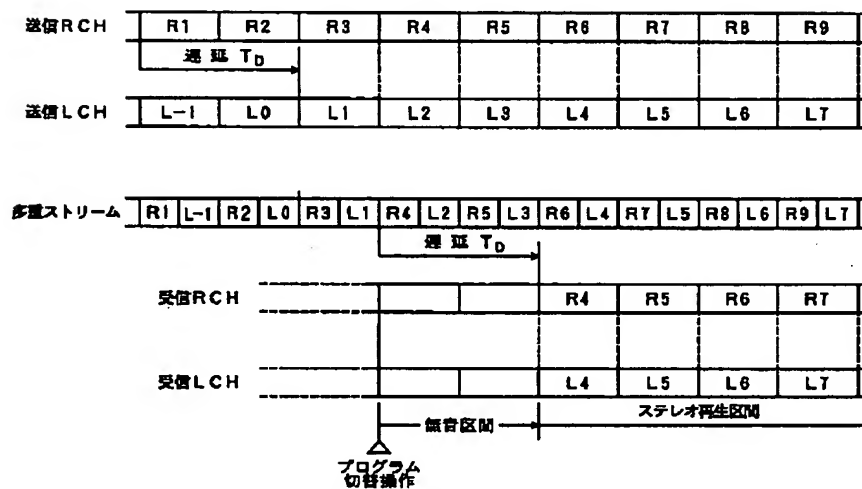 送信RCH R1 R2 R3 R4 R5 R6 R7 R8 R9
遅延 TD
送信LCH L-1 L0 L1 L2 L3 L4 L5 L6 L7
多重ストリーム R1 L-1 R2 L0 R3 L1 R4 L2 R5 L3 R6 L4 R7 L5 R8 L6 R9 L7
遅延 TD
受信RCH R4 R5 R6 R7
受信LCH L4 L5 L6 L7
無音区間 ステレオ再生区間
プログラム
切替操作